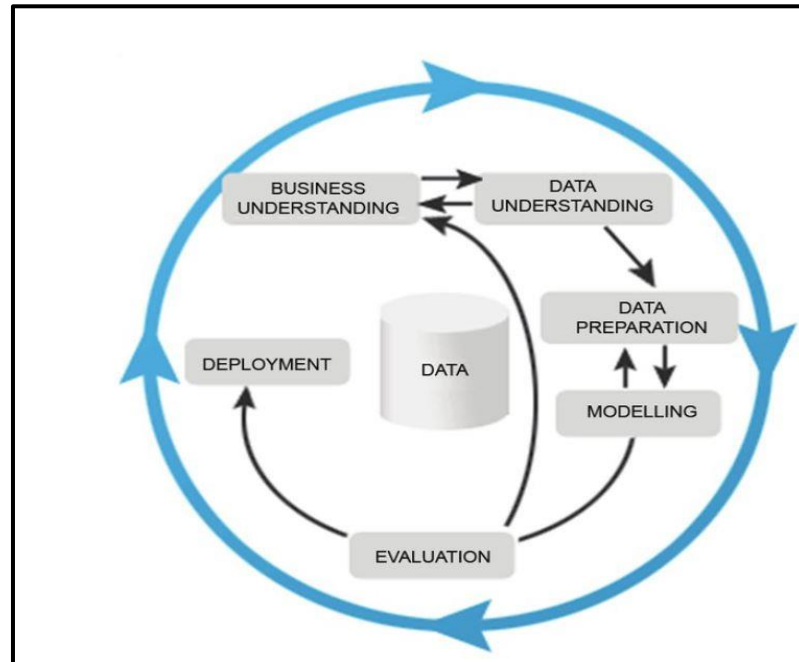 BUSINESS
UNDERSTANDING
DATA
UNDERSTANDING
DATA
PREPARATION
DEPLOYMENT
DATA
MODELLING
EVALUATION